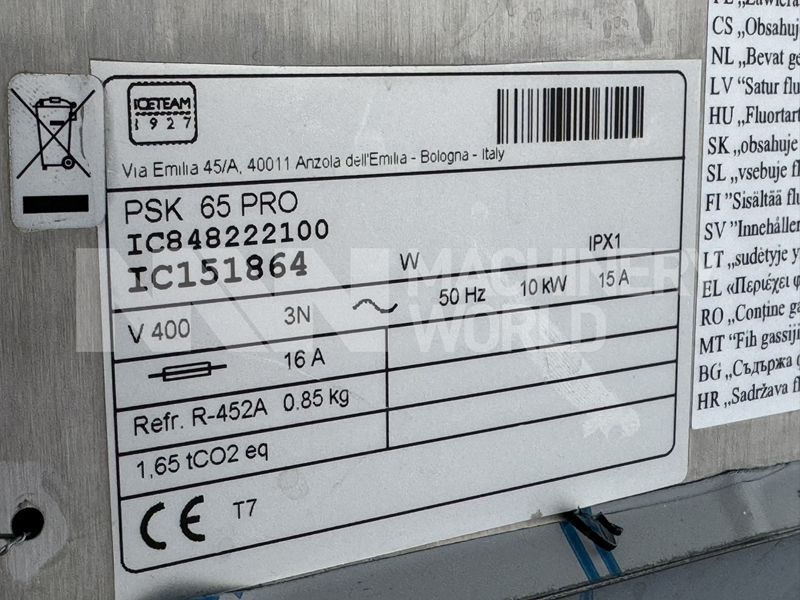 ICETEAM
1927
Via Emilia 45/A, 40011 Anzola dell'Emilia - Bologna - Italy
PSK 65 PRO
IC848222100
IC151864
W
IPX1
V 400 3N 50 Hz 10 kW 15 A
16 A
Refr. R-452A 0.85 kg
1,65 tCO2 eq
CE T7
MACHINERY
WORLD
CS „Obsahuj
NL „Bevat ge
LV “Satur flu
HU „Fluortart
SK „obsahuje
SL „vsebuje fl
FI “Sisältää flu
SV ”Innehåller
LT „sudėtyje y
EL «Περιέχει φ
RO „Conține ga
MT “Fih gassiji
BG „Съдържа ф
HR „Sadržava fl